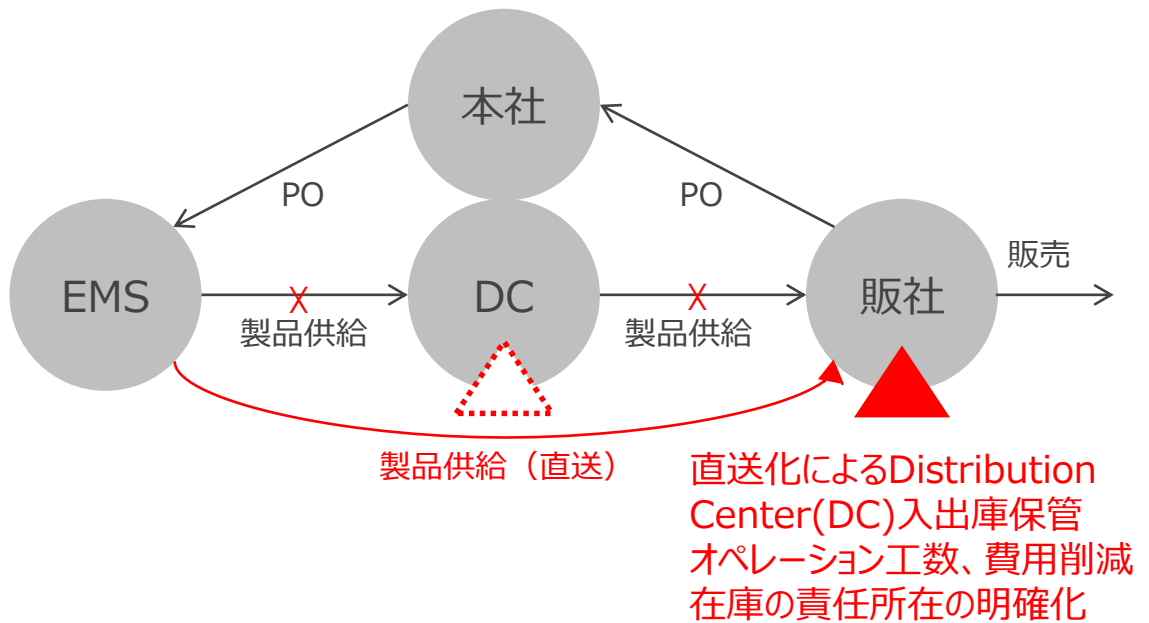 本社
PO
PO
EMS
DC
販社
販売
X
X
製品供給
製品供給
製品供給（直送）
直送化によるDistribution
Center(DC)入出庫保管
オペレーション工数、費用削減
在庫の責任所在の明確化